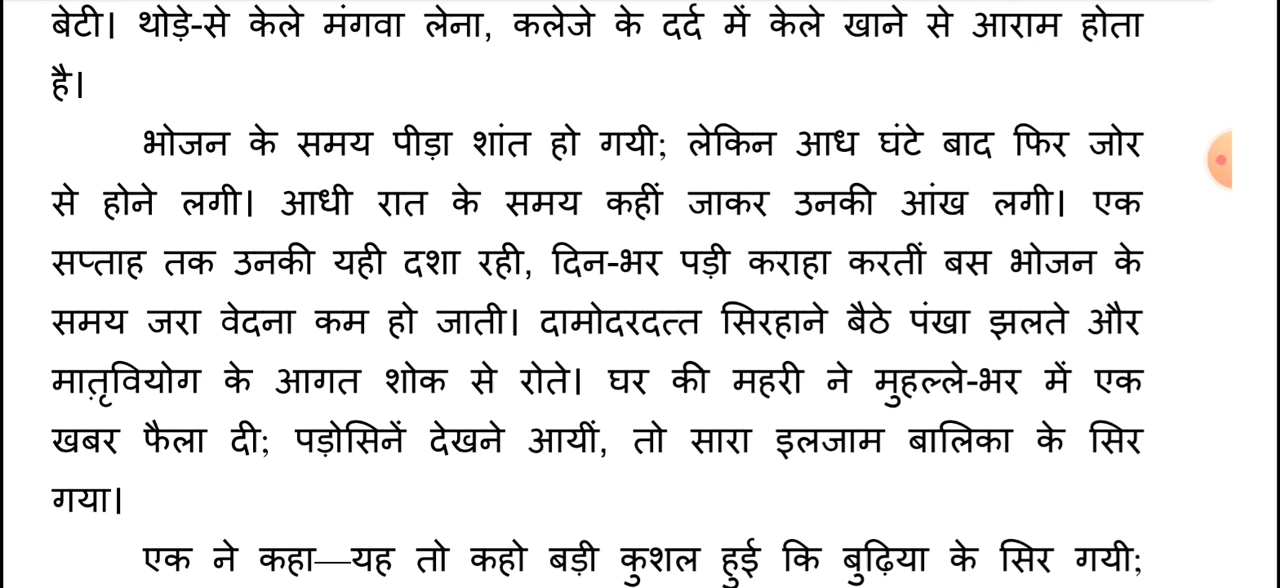 बेटी। थोड़े-से केले मंगवा लेना, कलेजे के दर्द में केले खाने से आराम होता
है।
भोजन के समय पीड़ा शांत हो गयी; लेकिन आध घंटे बाद फिर जोर
से होने लगी। आधी रात के समय कहीं जाकर उनकी आंख लगी। एक
सप्ताह तक उनकी यही दशा रही, दिन-भर पड़ी कराहा करतीं बस भोजन के
समय जरा वेदना कम हो जाती। दामोदरदत्त सिरहाने बैठे पंखा झलते और
मातृवियोग के आगत शोक से रोते। घर की महरी ने मुहल्ले-भर में एक
खबर फैला दी; पड़ोसिनें देखने आयीं, तो सारा इलजाम बालिका के सिर
गया।
एक ने कहा—यह तो कहो बड़ी कुशल हुई कि बुढ़िया के सिर गयी;